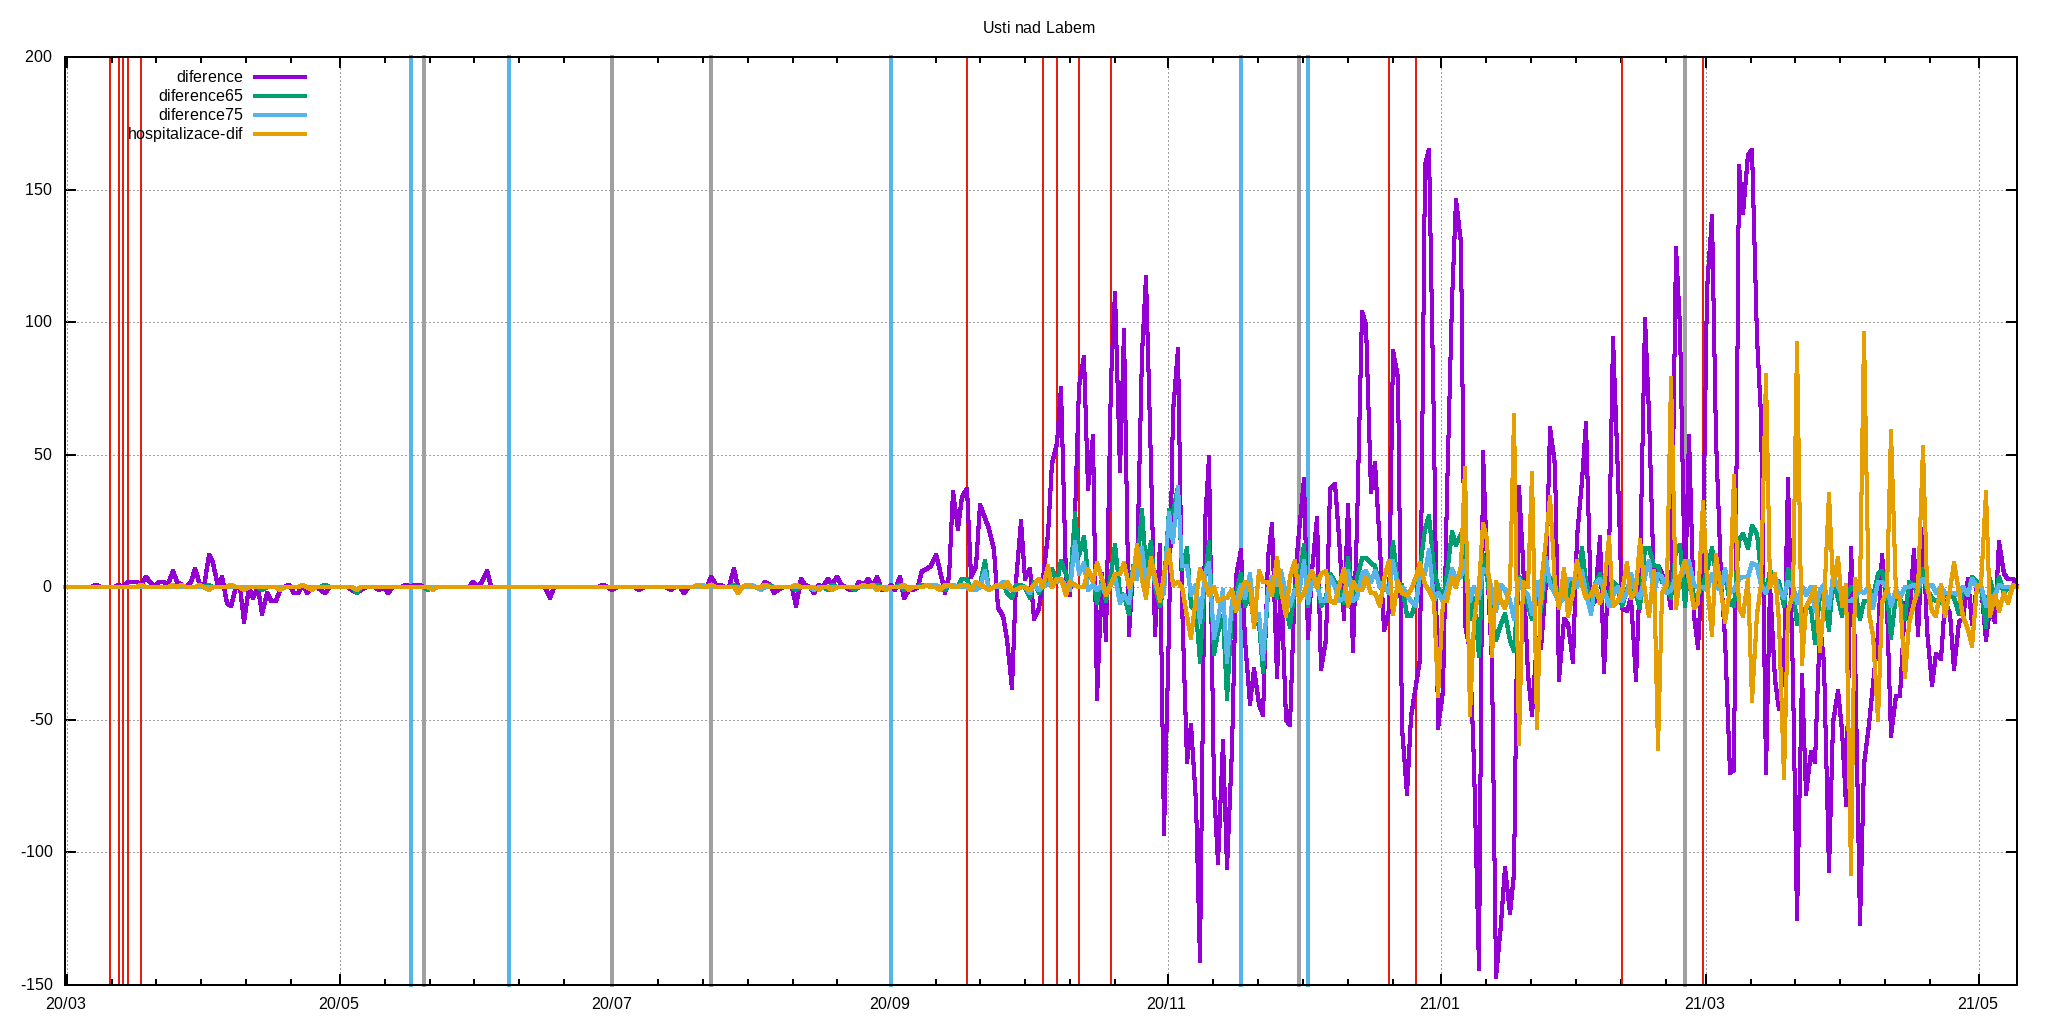 Usti nad Labem
200
150
100
50
0
-50
-100
-150
diference
diference65
diference75
hospitalizace-dif
20/03 20/05 20/07 20/09 20/11 21/01 21/03 21/05